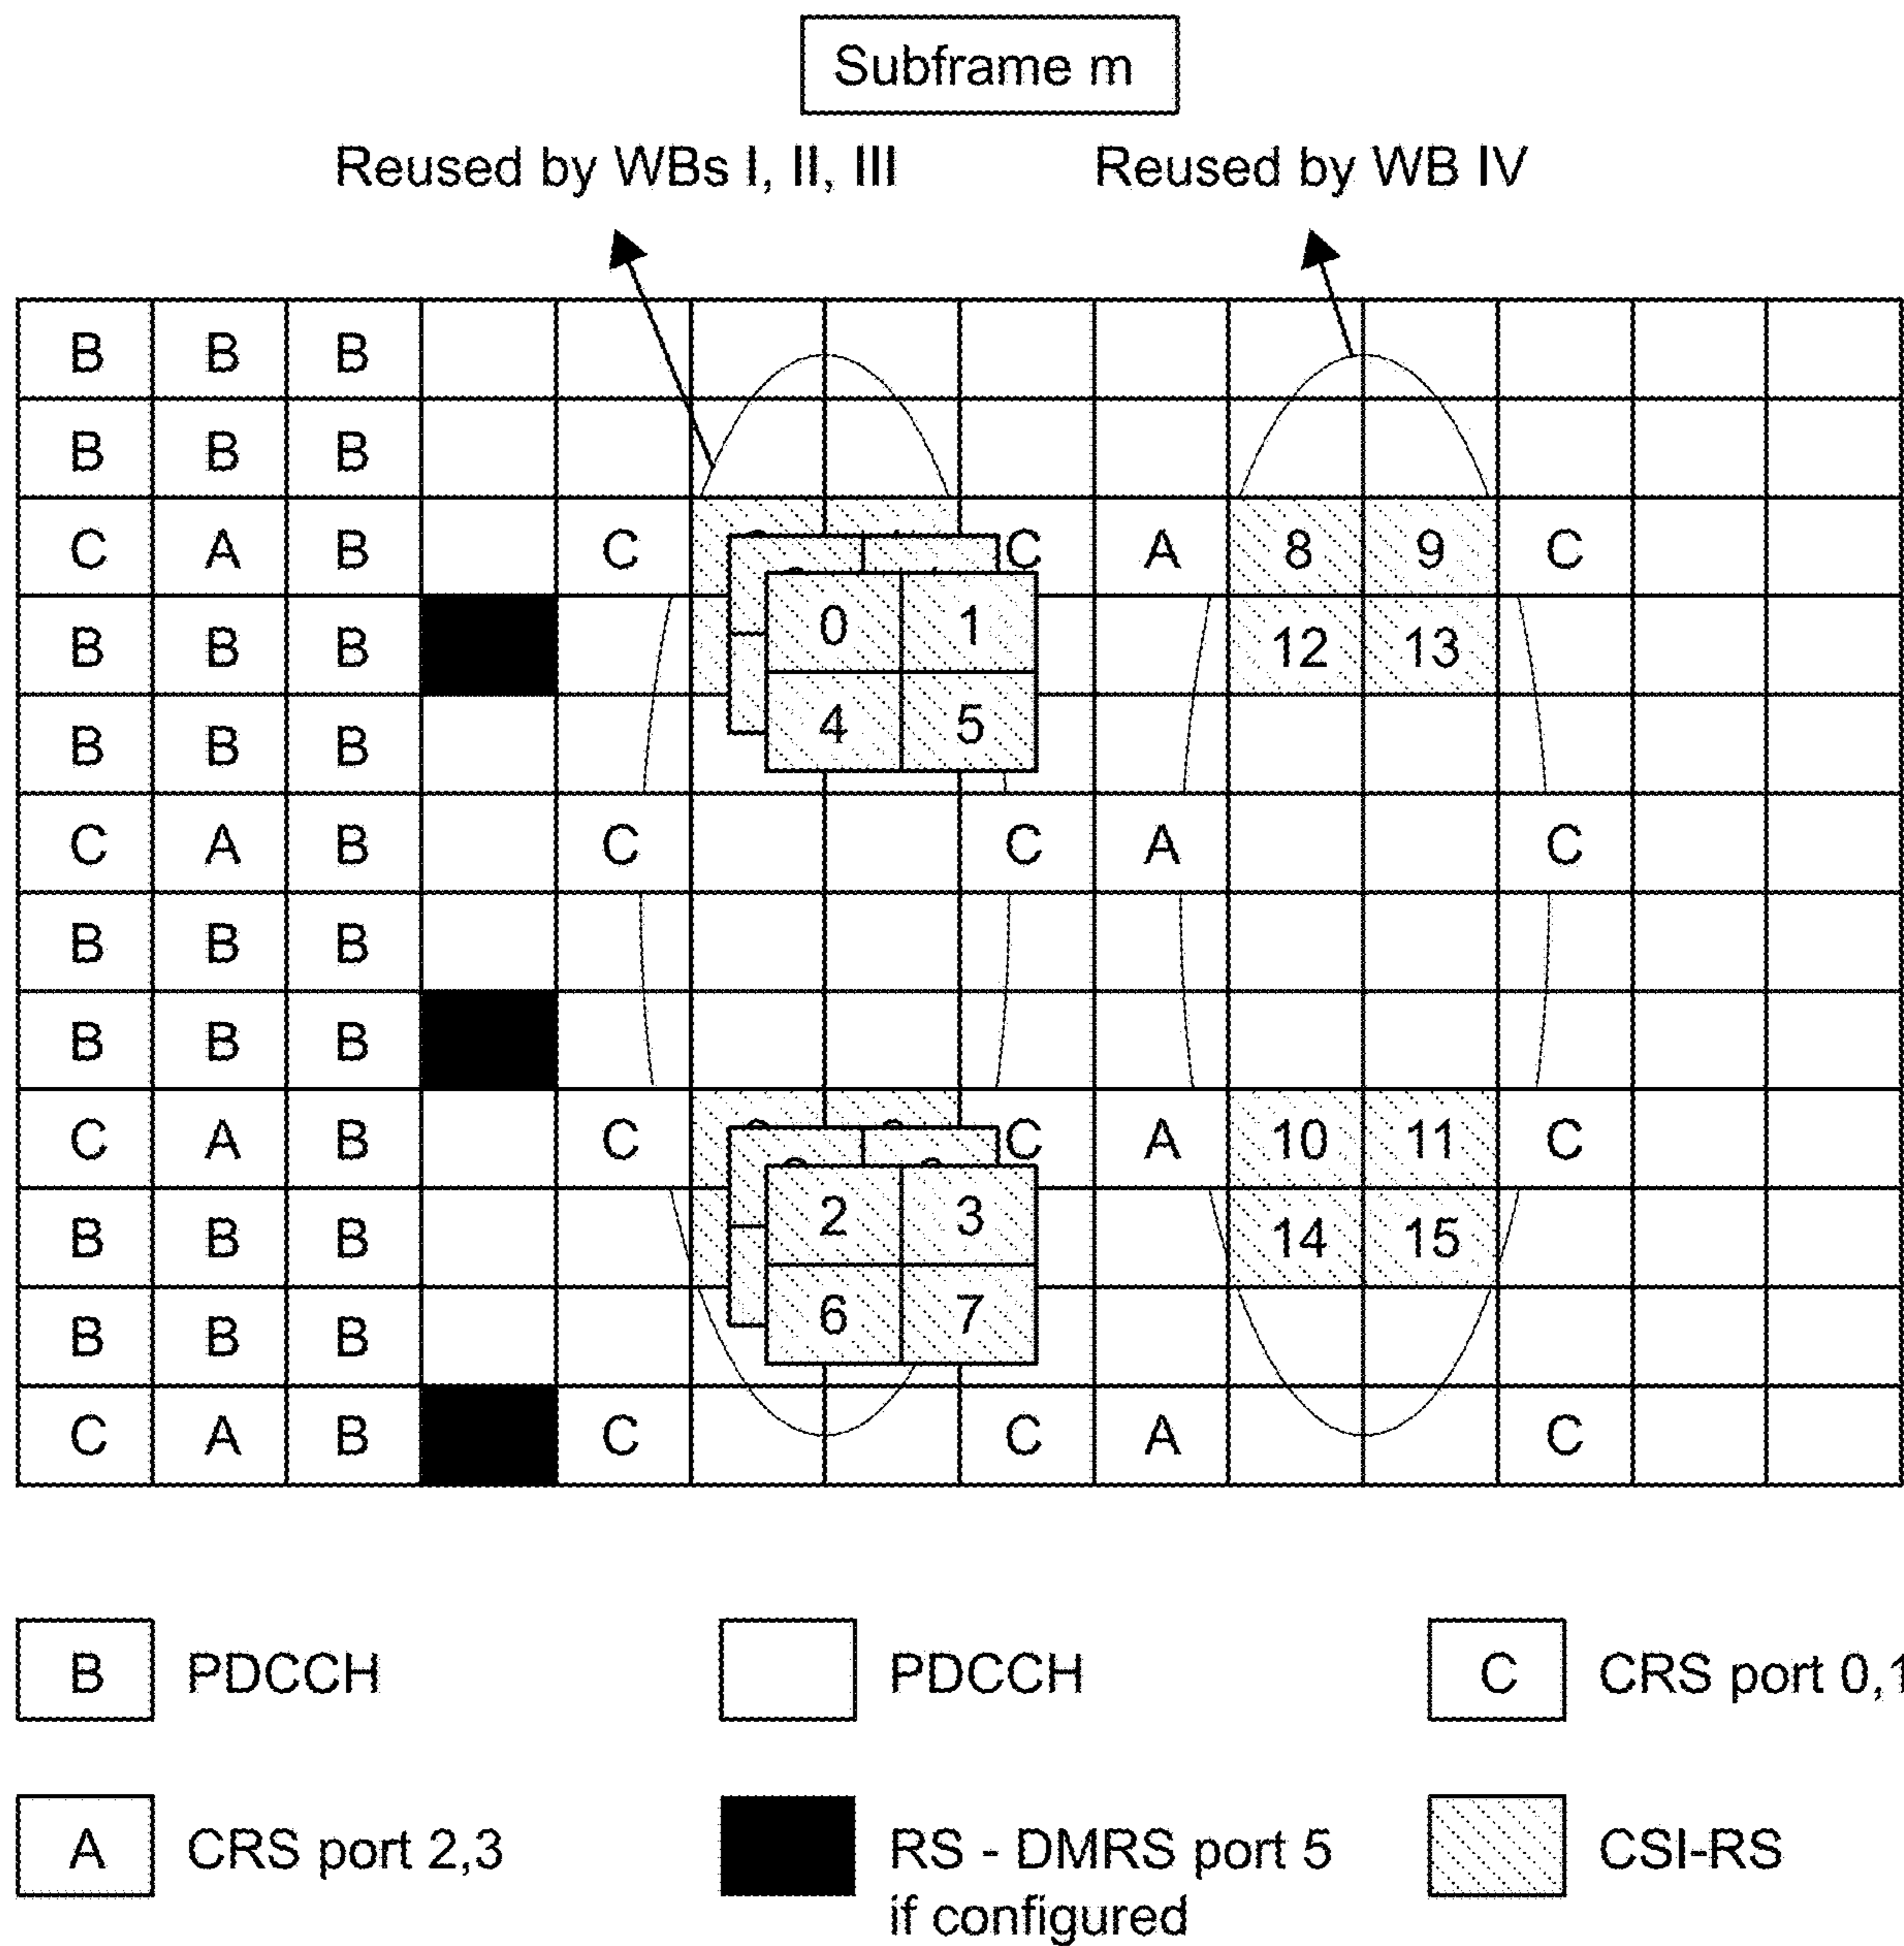 Subframe m
Reused by WBs I, II, III Reused by WB IV
B B B
B B B
C A B C C A 8 9 C
B B B 0 1 12 13
B B B 4 5
C A B C C A C
B B B
B B B
C A B C C A 10 11 C
B B B 2 3 14 15
B B B 6 7
C A B C C A C
B PDCCH PDCCH C CRS port 0,1
A CRS port 2,3 RS - DMRS port 5 CSI-RS
if configured